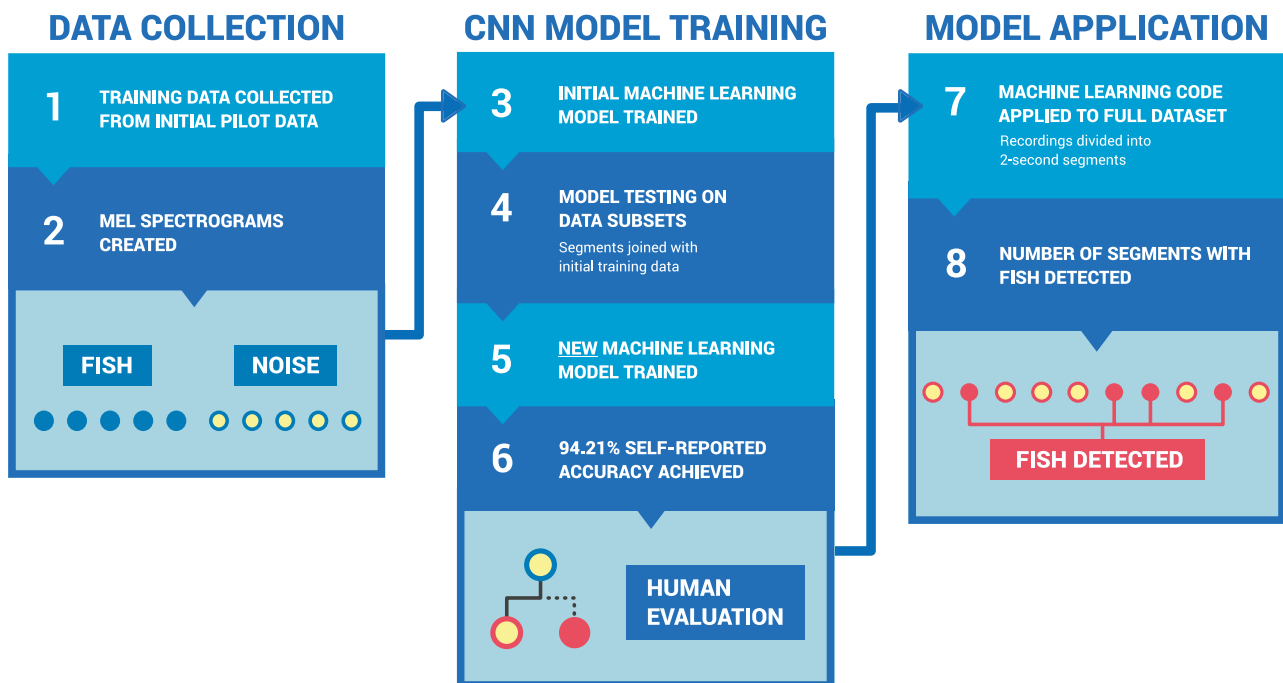 DATA COLLECTION
1
TRAINING DATA COLLECTED
FROM INITIAL PILOT DATA
2
MEL SPECTROGRAMS
CREATED
FISH
NOISE
CNN MODEL TRAINING
3
INITIAL MACHINE LEARNING
MODEL TRAINED
4
MODEL TESTING ON
DATA SUBSETS
Segments joined with
initial training data
5
NEW MACHINE LEARNING
MODEL TRAINED
6
94.21% SELF-REPORTED
ACCURACY ACHIEVED
HUMAN
EVALUATION
MODEL APPLICATION
7
MACHINE LEARNING CODE
APPLIED TO FULL DATASET
Recordings divided into
2-second segments
8
NUMBER OF SEGMENTS WITH
FISH DETECTED
FISH DETECTED